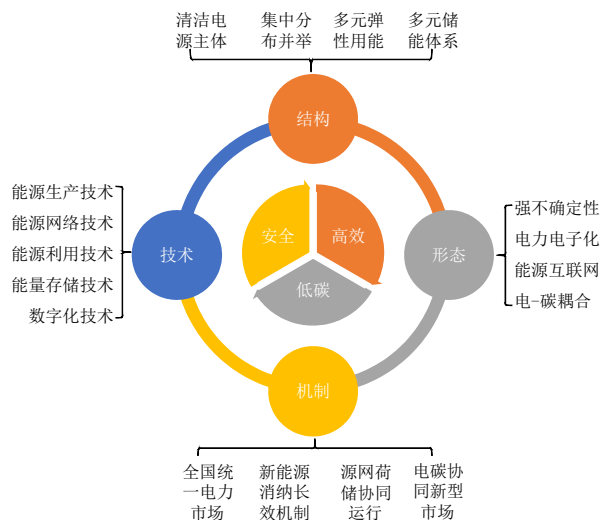 清洁电
源主体
集中分
布并举
多元弹
性用能
多元储
能体系
结构
能源生产技术
能源网络技术
能源利用技术
能量存储技术
数字化技术
技术
安全
高效
低碳
形态
强不确定性
电力电子化
能源互联网
电-碳耦合
机制
全国统
一电力
市场
新能源
消纳长
效机制
源网荷
储协同
运行
电碳协
同新型
市场